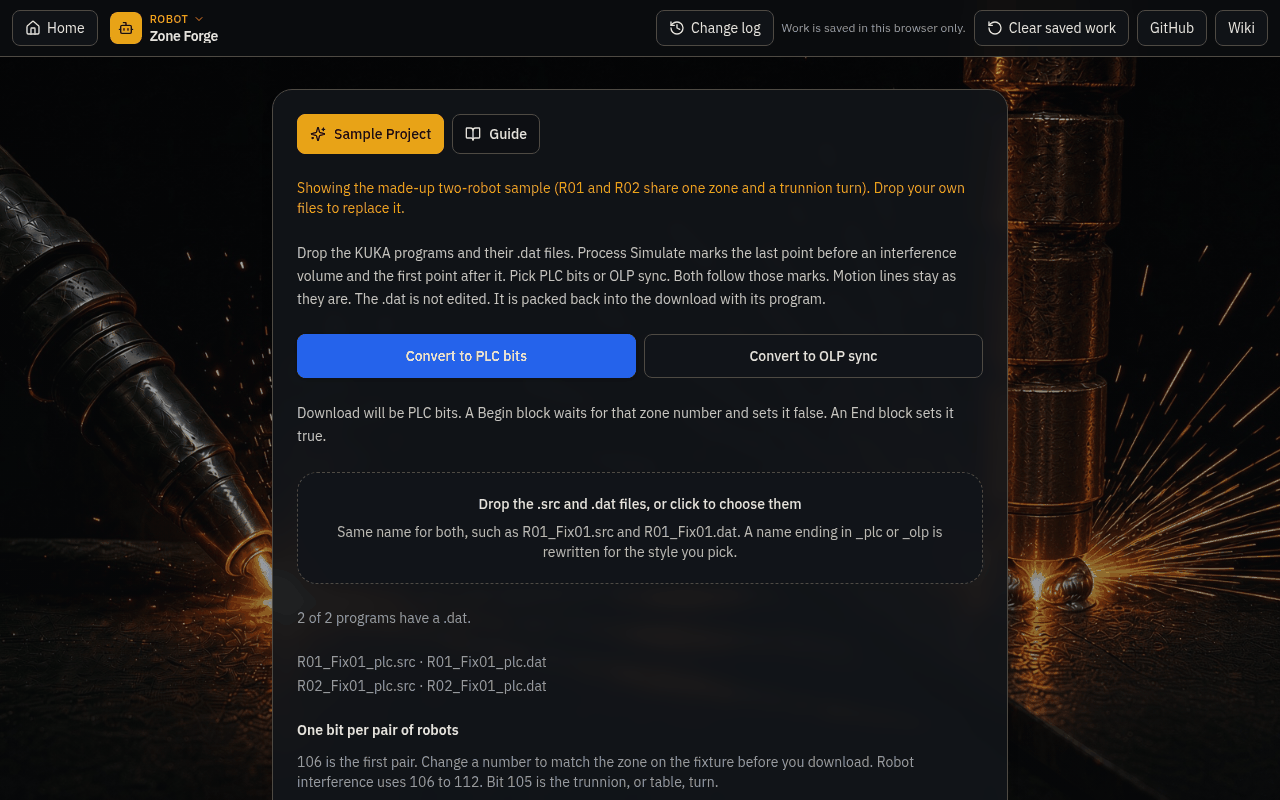 Home
ROBOT
Zone Forge
Change log
Work is saved in this browser only.
Clear saved work
GitHub
Wiki
Sample Project
Guide
Showing the made-up two-robot sample (R01 and R02 share one zone and a trunnion turn). Drop your own
files to replace it.
Drop the KUKA programs and their .dat files. Process Simulate marks the last point before an interference
volume and the first point after it. Pick PLC bits or OLP sync. Both follow those marks. Motion lines stay as
they are. The .dat is not edited. It is packed back into the download with its program.
Convert to PLC bits
Convert to OLP sync
Download will be PLC bits. A Begin block waits for that zone number and sets it false. An End block sets it
true.
Drop the .src and .dat files, or click to choose them
Same name for both, such as R01_Fix01.src and R01_Fix01.dat. A name ending in _plc or _olp is
rewritten for the style you pick.
2 of 2 programs have a .dat.
R01_Fix01_plc.src · R01_Fix01_plc.dat
R02_Fix01_plc.src · R02_Fix01_plc.dat
One bit per pair of robots
106 is the first pair. Change a number to match the zone on the fixture before you download. Robot
interference uses 106 to 112. Bit 105 is the trunnion, or table, turn.